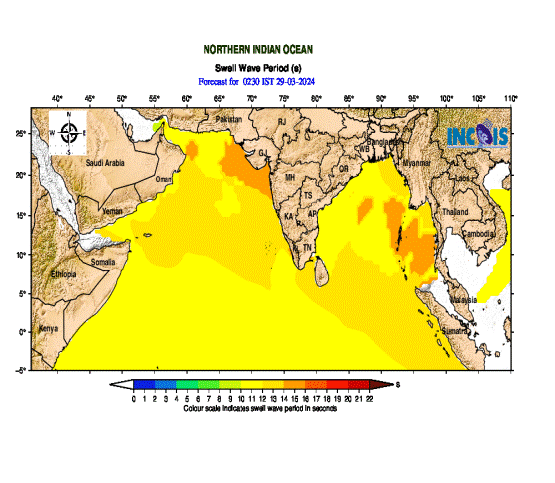 NORTHERN INDIAN OCEAN
Swell Wave Period (s)
Forecast for 0230 IST 29-03-2024
40° 45° 50° 55° 60° 65° 70° 75° 80° 85° 90° 95° 100° 105° 110°
N
W E
S
Pakistan
RJ
INCOIS
25°
Bangladesh
WB
GJ
Saudi Arabia
Myanmar
OR
20°
Oman
MH
Laos
TS
15°
Yemen
KA
AP
Thailand
Cambodia
10°
Somalia
TN
Ethiopia
5°
Malaysia
Kenya
0°
Sumatra
−5°
0 1 2 3 4 5 6 7 8 9 10 11 12 13 14 15 16 17 18 19 20 21 22
s
Colour scale indicates swell wave period in seconds